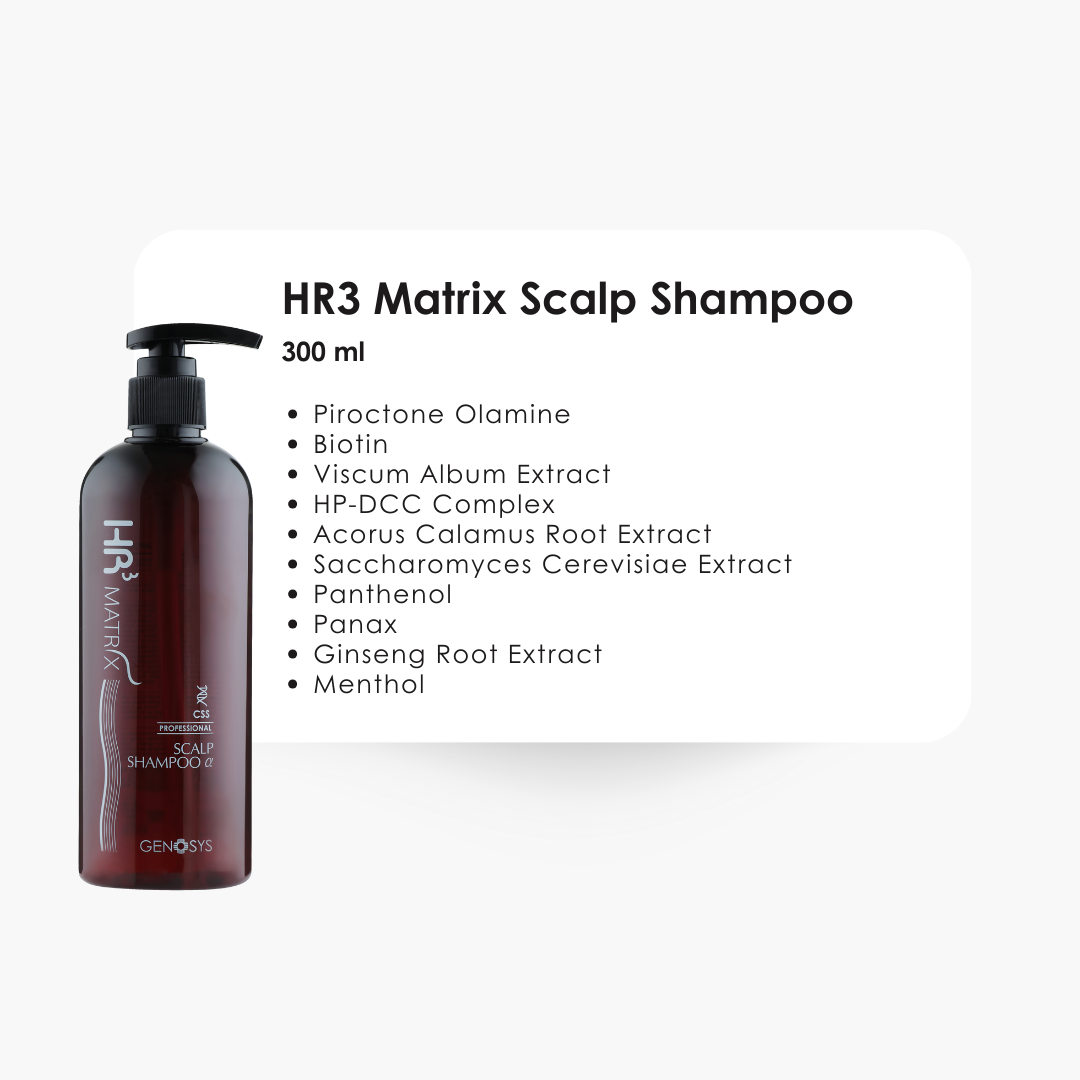 HR3 Matrix Scalp Shampoo
300 ml
• Piroctone Olamine
• Biotin
• Viscum Album Extract
• HP-DCC Complex
• Acorus Calamus Root Extract
• Saccharomyces Cerevisiae Extract
• Panthenol
• Panax
• Ginseng Root Extract
• Menthol
HR³ MATRIX
CSS
PROFESSIONAL
SCALP
SHAMPOO α
GENOSYS